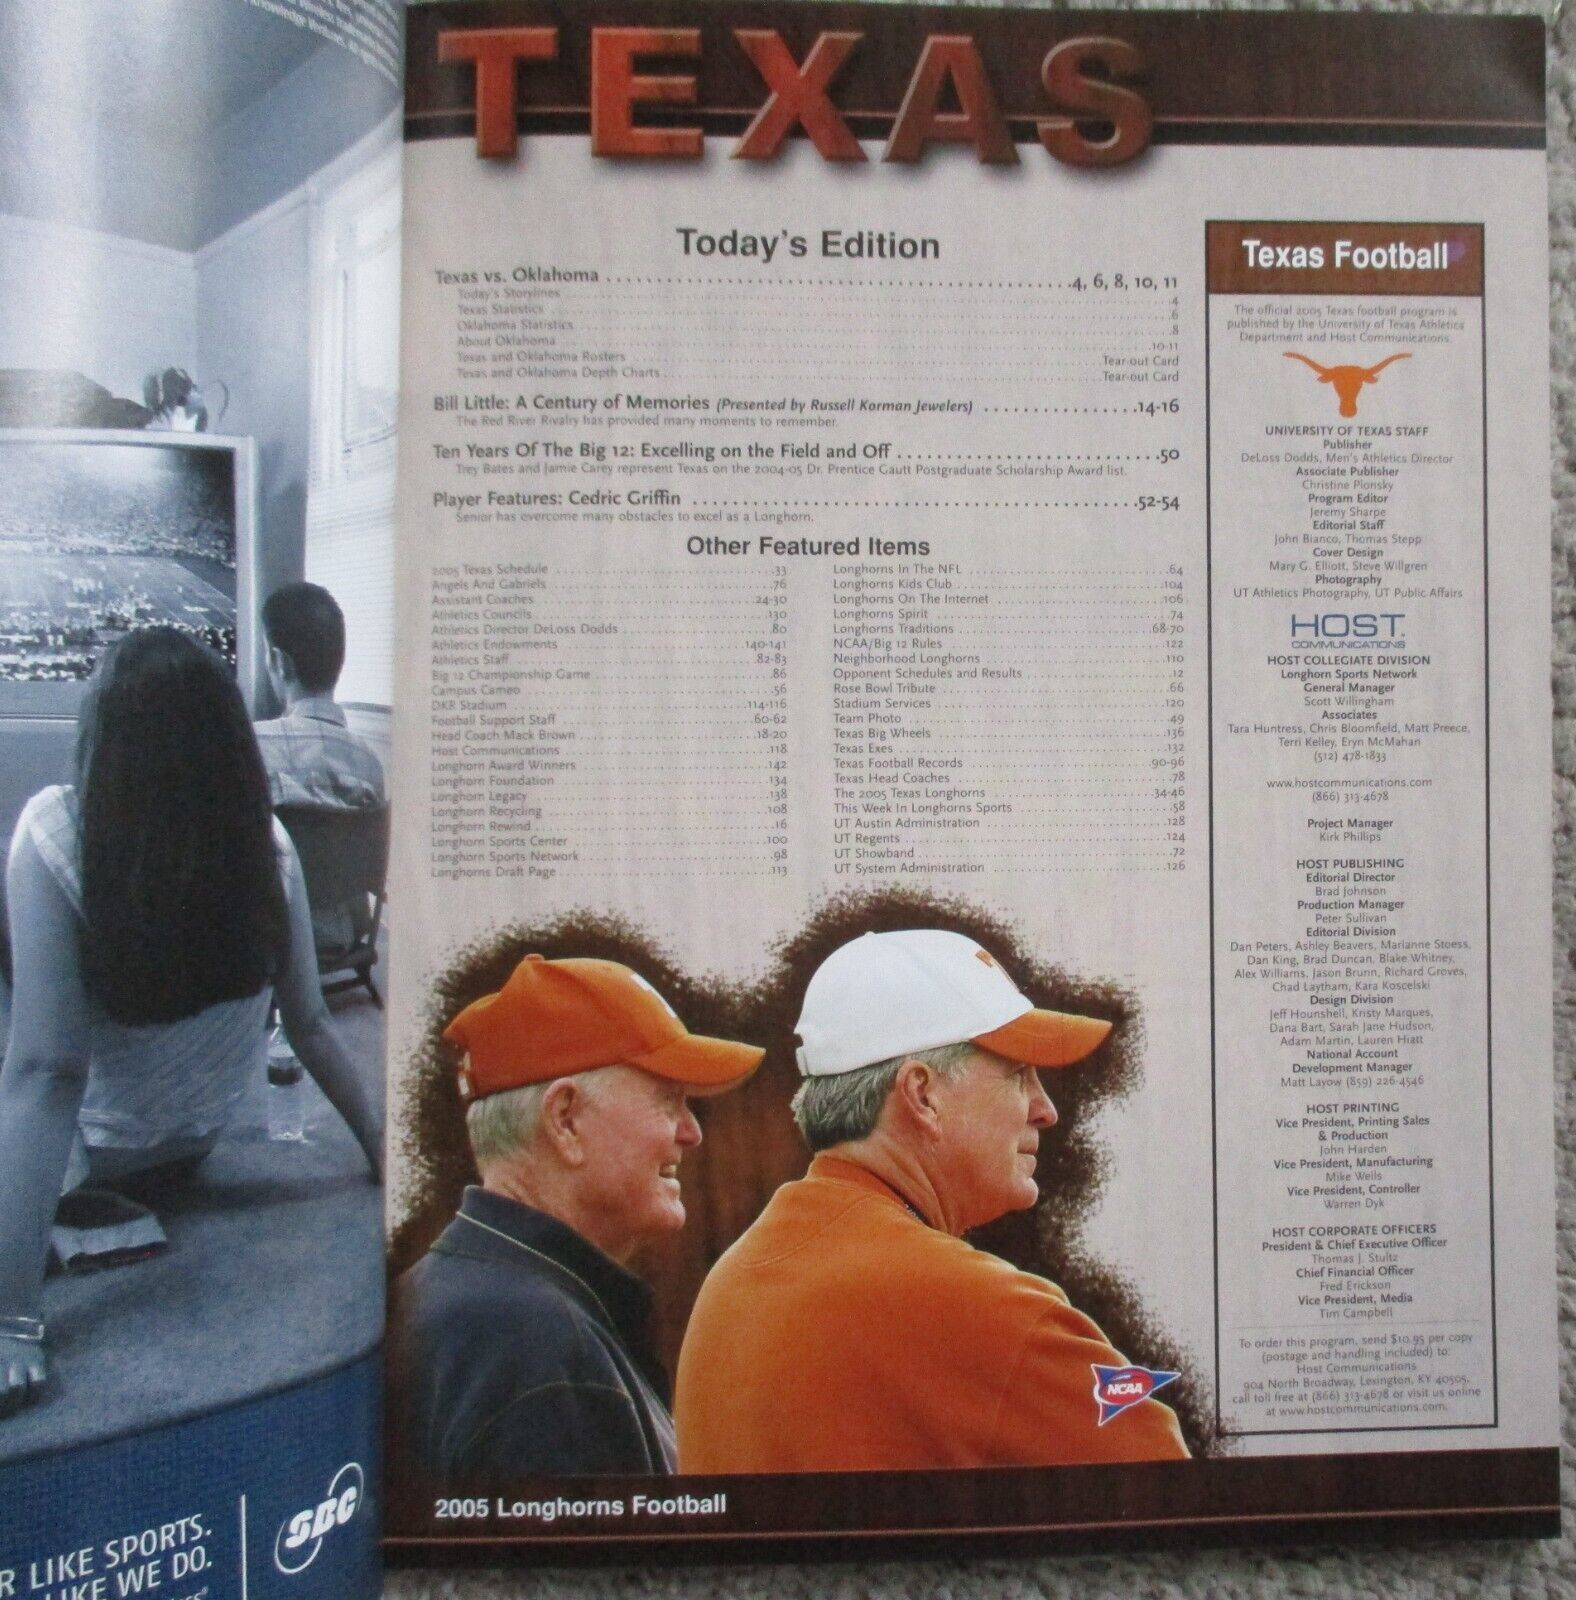 Knowledge Partners. All
TEXAS
Today's Edition
Texas vs. Oklahoma 4, 6, 8, 10, 11
Today's Storylines 4
Texas Statistics 6
Oklahoma Statistics 8
About Oklahoma 10-11
Texas and Oklahoma Rosters Tear-out Card
Texas and Oklahoma Depth Charts Tear-out Card
Bill Little: A Century of Memories (Presented by Russell Korman Jewelers) 14-16
The Red River Rivalry has provided many moments to remember.
Ten Years Of The Big 12: Excelling on the Field and Off 50
Trey Bates and Jamie Carey represent Texas on the 2004-05 Dr. Prentice Gautt Postgraduate Scholarship Award list.
Player Features: Cedric Griffin 52-54
Senior has overcome many obstacles to excel as a Longhorn.
Other Featured Items
2005 Texas Schedule 33
Angels And Gabriels 76
Assistant Coaches 24-30
Athletics Councils 130
Athletics Director DeLoss Dodds 80
Athletics Endowments 140-141
Athletics Staff 82-83
Big 12 Championship Game 86
Campus Cameo 56
DKR Stadium 114-116
Football Support Staff 60-62
Head Coach Mack Brown 18-20
Host Communications 118
Longhorn Award Winners 142
Longhorn Foundation 134
Longhorn Legacy 138
Longhorn Recycling 108
Longhorn Rewind 16
Longhorn Sports Center 100
Longhorn Sports Network 98
Longhorns Draft Page 113
Longhorns In The NFL 64
Longhorns Kids Club 104
Longhorns On The Internet 106
Longhorns Spirit 74
Longhorns Traditions 68-70
NCAA/Big 12 Rules 122
Neighborhood Longhorns 110
Opponent Schedules and Results 12
Rose Bowl Tribute 66
Stadium Services 120
Team Photo 49
Texas Big Wheels 136
Texas Exes 132
Texas Football Records 90-96
Texas Head Coaches 78
The 2005 Texas Longhorns 34-46
This Week In Longhorns Sports 58
UT Austin Administration 128
UT Regents 124
UT Showband 72
UT System Administration 126
Texas Football
The official 2005 Texas football program is
published by the University of Texas Athletics
Department and Host Communications.
UNIVERSITY OF TEXAS STAFF
Publisher
DeLoss Dodds, Men's Athletics Director
Associate Publisher
Christine Plonsky
Program Editor
Jeremy Sharpe
Editorial Staff
John Bianco, Thomas Stepp
Cover Design
Mary G. Elliott, Steve Willgren
Photography
UT Athletics Photography, UT Public Affairs
HOST
COMMUNICATIONS
HOST COLLEGIATE DIVISION
Longhorn Sports Network
General Manager
Scott Willingham
Associates
Tara Huntress, Chris Bloomfield, Matt Preece,
Terri Kelley, Eryn McMahan
(512) 478-1833
www.hostcommunications.com
(866) 313-4678
Project Manager
Kirk Phillips
HOST PUBLISHING
Editorial Director
Brad Johnson
Production Manager
Peter Sullivan
Editorial Division
Dan Peters, Ashley Beavers, Marianne Stoess,
Dan King, Brad Duncan, Blake Whitney,
Alex Williams, Jason Brunn, Richard Groves,
Chad Laytham, Kara Koscelski
Design Division
Jeff Hounshell, Kristy Marques,
Dana Bart, Sarah Jane Hudson,
Adam Martin, Lauren Hiatt
National Account
Development Manager
Matt Layow (859) 226-4546
HOST PRINTING
Vice President, Printing Sales
& Production
John Harden
Vice President, Manufacturing
Mike Wells
Vice President, Controller
Warren Dyk
HOST CORPORATE OFFICERS
President & Chief Executive Officer
Thomas J. Stultz
Chief Financial Officer
Fred Erickson
Vice President, Media
Tim Campbell
To order this program, send $10.95 per copy
(postage and handling included) to:
Host Communications
904 North Broadway, Lexington, KY 40505,
call toll free at (866) 313-4678 or visit us online
at www.hostcommunications.com.
NCAA
2005 Longhorns Football
R LIKE SPORTS.
LIKE WE DO.
SBC